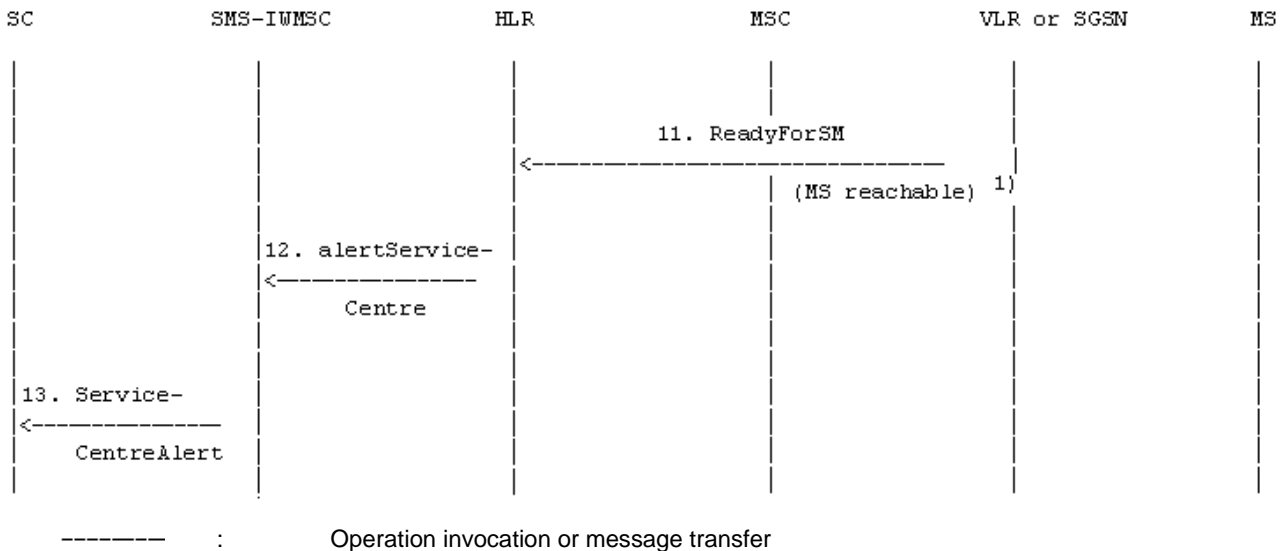 SC SMS-IWMSC HLR MSC VLR or SGSN MS
11. ReadyForSM
(MS reachable) 1)
12. alertService-
Centre
13. Service-
CentreAlert
: Operation invocation or message transfer